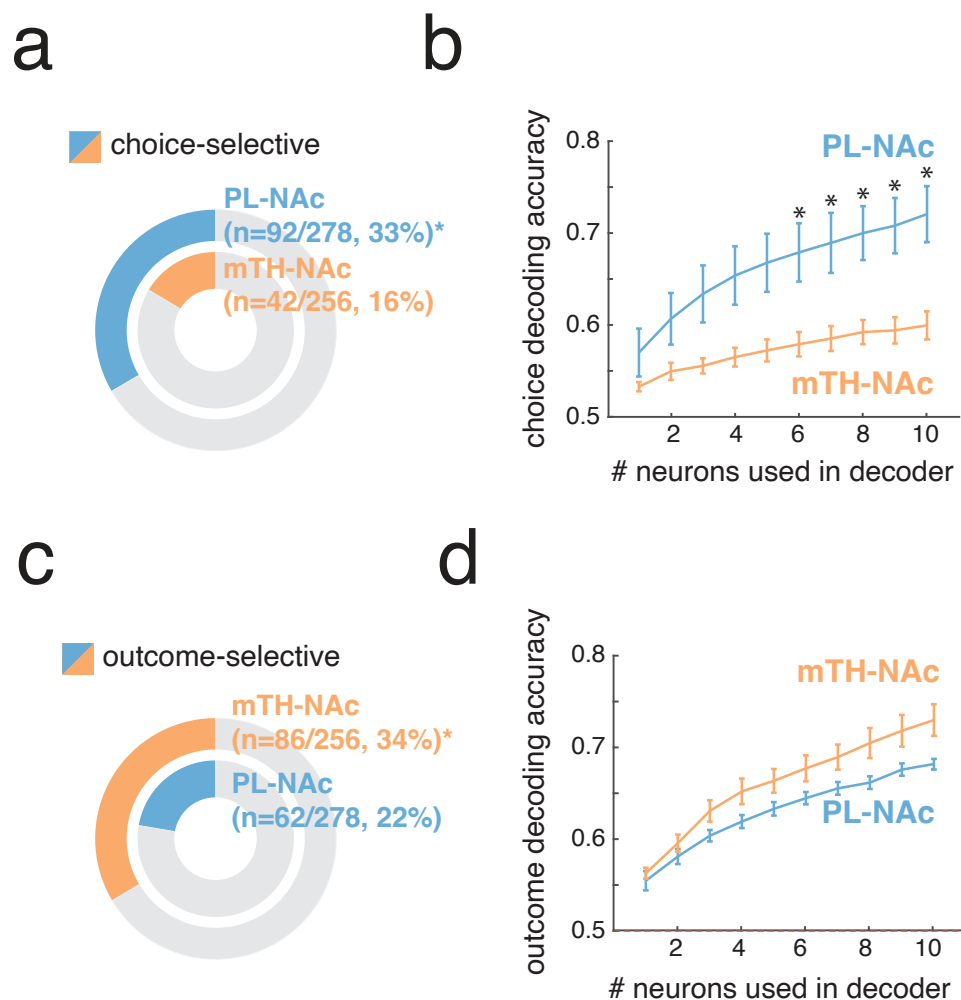 a
choice-selective
PL-NAc
(n=92/278, 33%)*
mTH-NAc
(n=42/256, 16%)
b
choice decoding accuracy
0.8
0.7
0.6
0.5
PL-NAc
* * * * *
mTH-NAc
2 4 6 8 10
# neurons used in decoder
c
outcome-selective
mTH-NAc
(n=86/256, 34%)*
PL-NAc
(n=62/278, 22%)
d
outcome decoding accuracy
0.8
0.7
0.6
0.5
mTH-NAc
PL-NAc
2 4 6 8 10
# neurons used in decoder